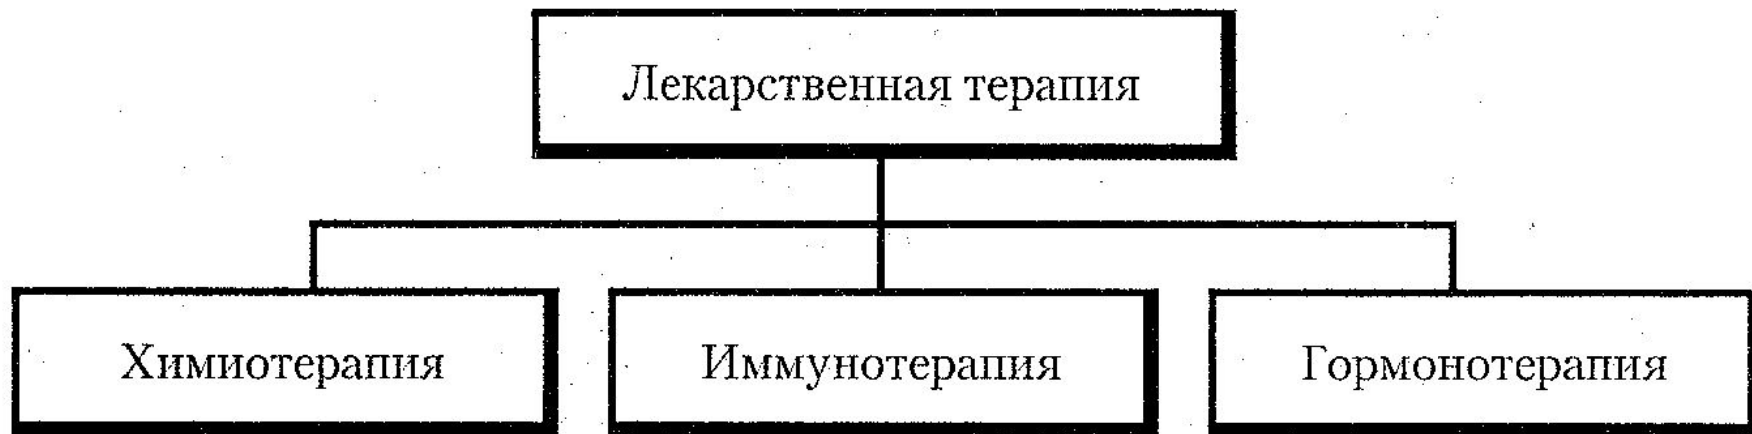 Лекарственная терапия
Химиотерапия
Иммунотерапия
Гормонотерапия